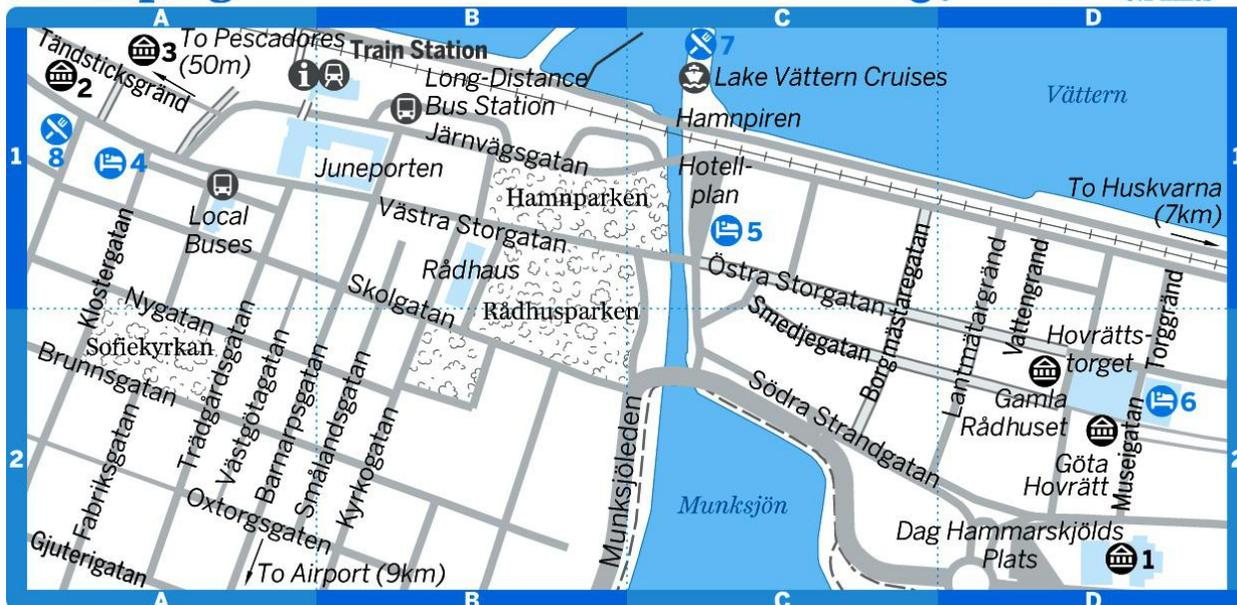 A
B
C
D
Tändsticksgränd
3
To Pescadores
(50m)
2
Train Station
Long-Distance
Bus Station
7
Lake Vättern Cruises
Vättern
Hamnpiren
1
8
4
Juneporten
Järnvägsgatan
Hotell-
plan
1
Hamnparken
To Huskvarna
(7km)
Local
Buses
Västra Storgatan
5
Rådhaus
Östra Storgatan
Rådhusparken
Klostergatan
Nygatan
Skolgatan
Smedjegatan
Borgmästaregatan
Lantmätargränd
Vattengrand
Torggränd
Hovrätts-
torget
Sofiekyrkan
Brunnsgatan
Södra Strandgatan
Gamla
Rådhuset
6
Trädgårdsgatan
Västgötagatan
Barnarpsgatan
Smålandsgatan
Kyrkogatan
Fabriksgatan
Munksjöleden
Göta
Hovrätt
Museigatan
2
2
Oxtorgsgaten
Munksjön
Dag Hammarskjölds
Plats
1
Gjuterigatan
To Airport (9km)
A
B
C
D